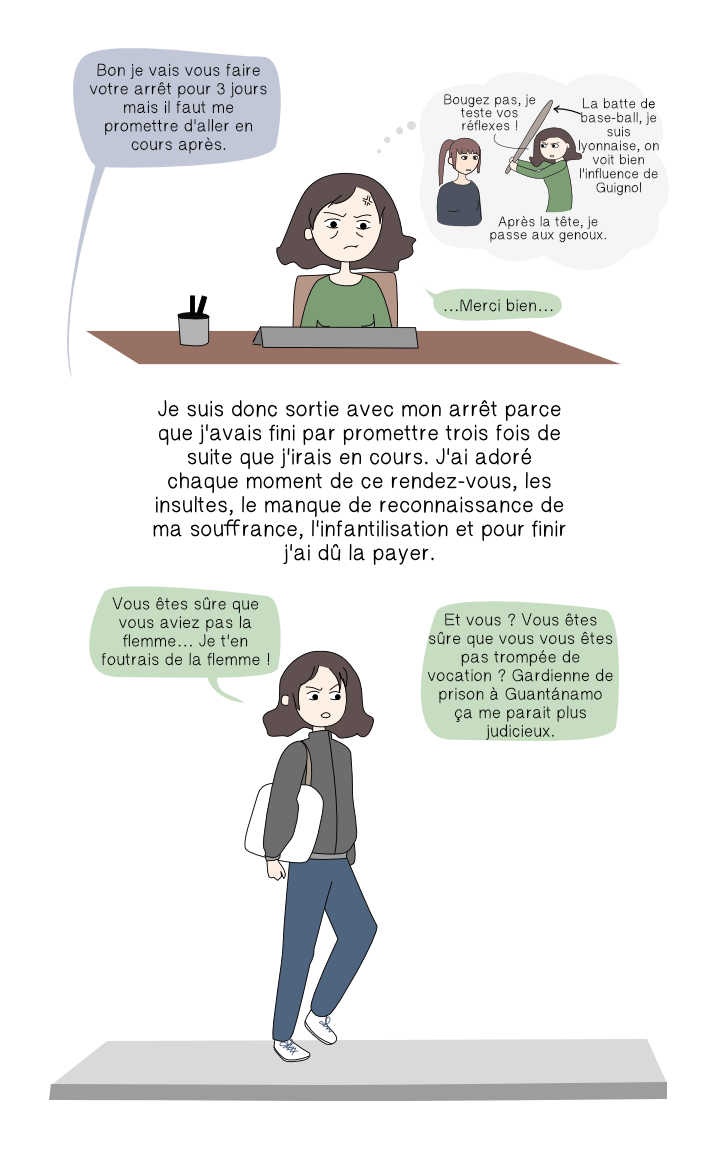 Bon je vais vous faire
votre arrêt pour 3 jours
mais il faut me
promettre d'aller en
cours après.
Bougez pas, je
teste vos
réflexes !
La batte de
base-ball, je
suis
lyonnaise, on
voit bien
l'influence de
Guignol
Après la tête, je
passe aux genoux.
...Merci bien...
Je suis donc sortie avec mon arrêt parce
que j'avais fini par promettre trois fois de
suite que j'irais en cours. J'ai adoré
chaque moment de ce rendez-vous, les
insultes, le manque de reconnaissance de
ma souffrance, l'infantilisation et pour finir
j'ai dû la payer.
Vous êtes sûre que
vous aviez pas la
flemme... Je t'en
foutrais de la flemme !
Et vous ? Vous êtes
sûre que vous vous êtes
pas trompée de
vocation ? Gardienne de
prison à Guantánamo
ça me parait plus
judicieux.